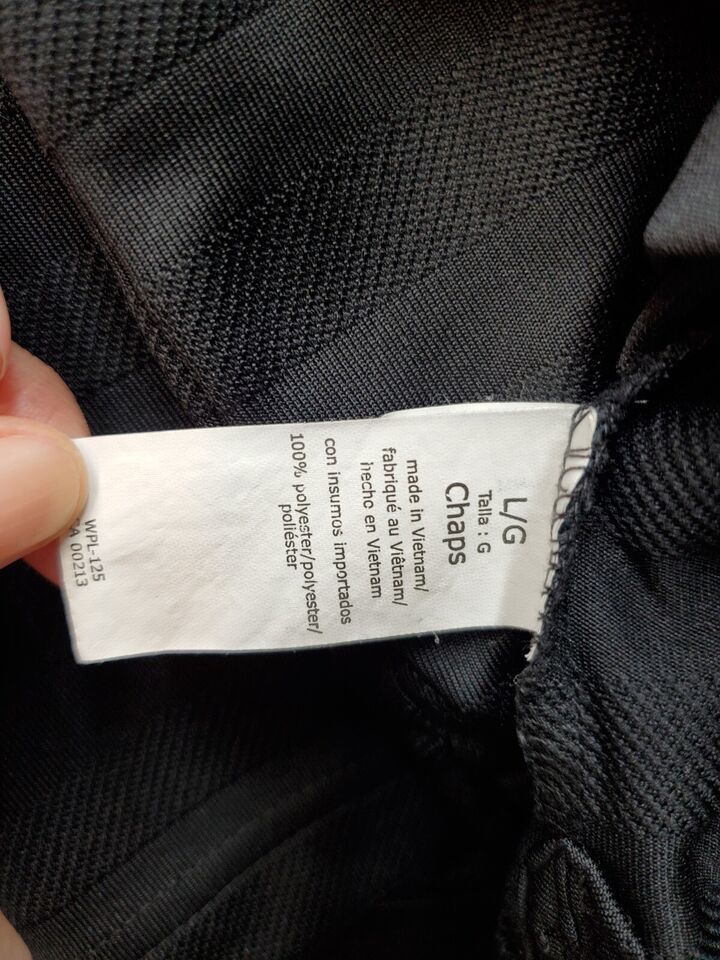 L/G
Talla : G
Chaps
made in Vietnam/
fabriqué au Viêtnam/
hecho en Vietnam
con insumos importados
100% polyester/polyester/
poliéster
WPL-125
00213